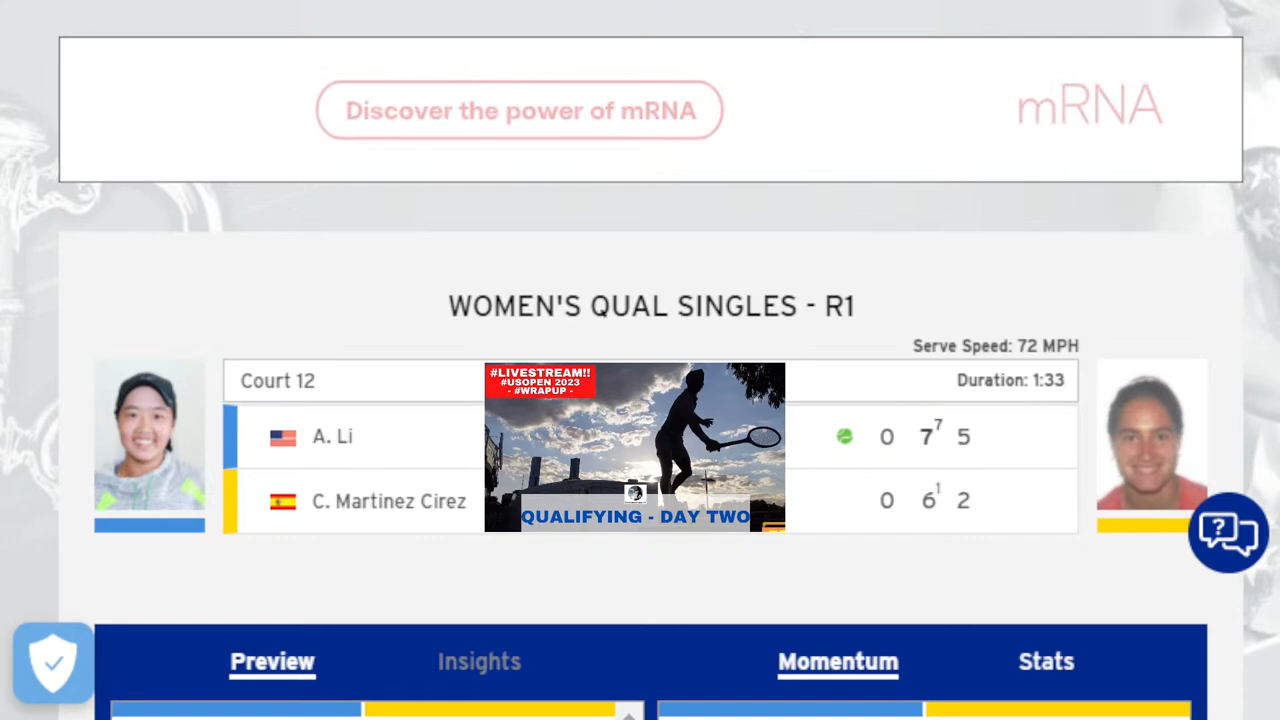 Discover the power of mRNA
mRNA
WOMEN'S QUAL SINGLES - R1
Serve Speed: 72 MPH
Court 12
Duration: 1:33
#LIVESTREAM!!
#USOPEN 2023
- #WRAPUP -
A. Li
0 7 7 5
C. Martinez Cirez
0 6 1 2
QUALIFYING - DAY TWO
?
Preview
Insights
Momentum
Stats